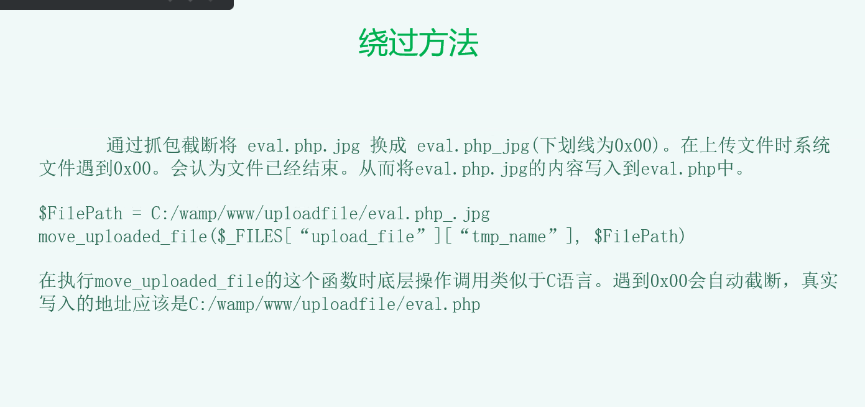 绕过方法
通过抓包截断将 eval.php.jpg 换成 eval.php_jpg(下划线为0x00)。在上传文件时系统
文件遇到0x00。会认为文件已经结束。从而将eval.php.jpg的内容写入到eval.php中。
$FilePath = C:/wamp/www/uploadfile/eval.php_.jpg
move_uploaded_file($_FILES[“upload_file”][“tmp_name”], $FilePath)
在执行move_uploaded_file的这个函数时底层操作调用类似于C语言。遇到0x00会自动截断，真实
写入的地址应该是C:/wamp/www/uploadfile/eval.php